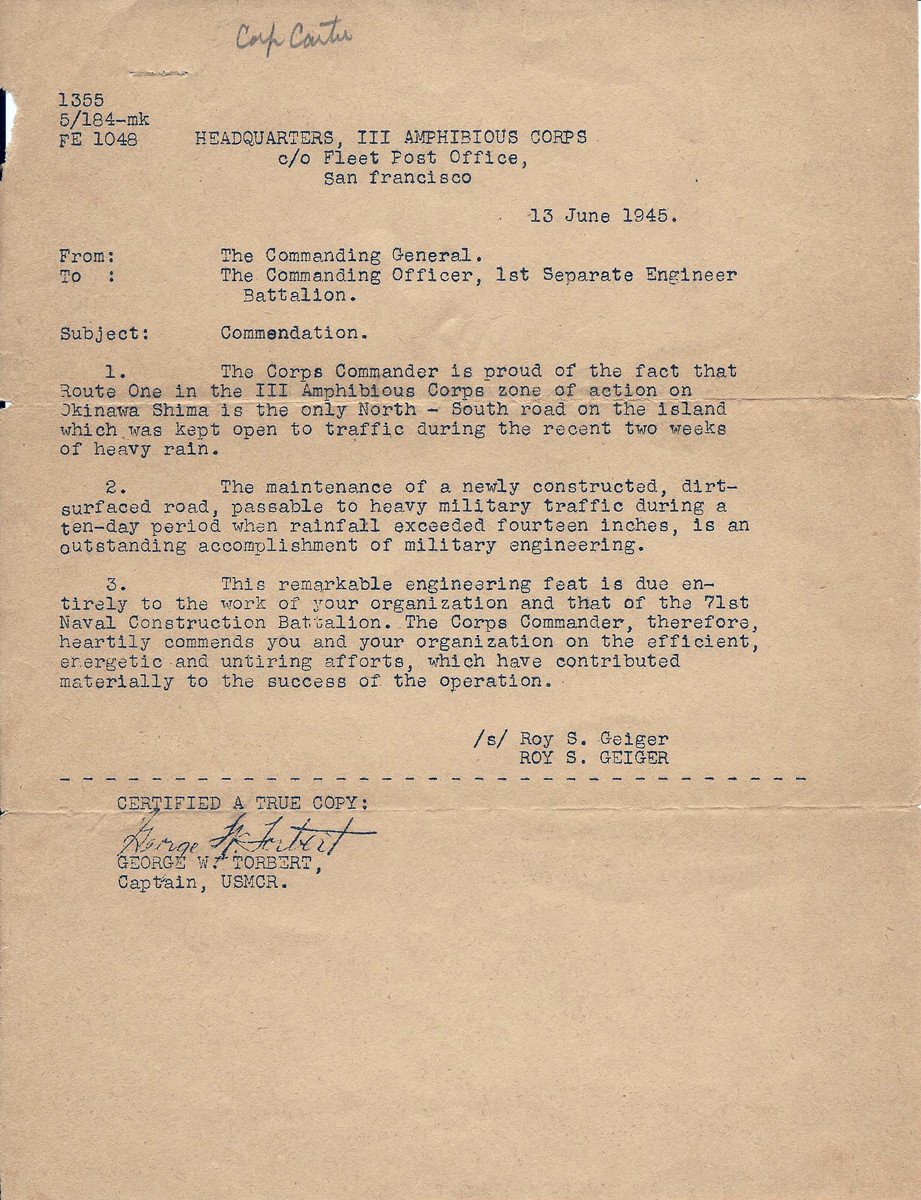 Corp Carter
1355
5/184-mk
FE 1048 HEADQUARTERS, III AMPHIBIOUS CORPS
c/o Fleet Post Office,
San francisco
13 June 1945.
From: The Commanding General.
To : The Commanding Officer, 1st Separate Engineer
Battalion.
Subject: Commendation.
1. The Corps Commander is proud of the fact that
Route One in the III Amphibious Corps zone of action on
Okinawa Shima is the only North - South road on the island
which was kept open to traffic during the recent two weeks
of heavy rain.
2. The maintenance of a newly constructed, dirt-
surfaced road, passable to heavy military traffic during a
ten-day period when rainfall exceeded fourteen inches, is an
outstanding accomplishment of military engineering.
3. This remarkable engineering feat is due en-
tirely to the work of your organization and that of the 71st
Naval Construction Battalion. The Corps Commander, therefore,
heartily commends you and your organization on the efficient,
energetic and untiring afforts, which have contributed
materially to the success of the operation.
/s/ Roy S. Geiger
ROY S. GEIGER
CERTIFIED A TRUE COPY:
George W. Torbert
GEORGE W. TORBERT,
Captain, USMCR.